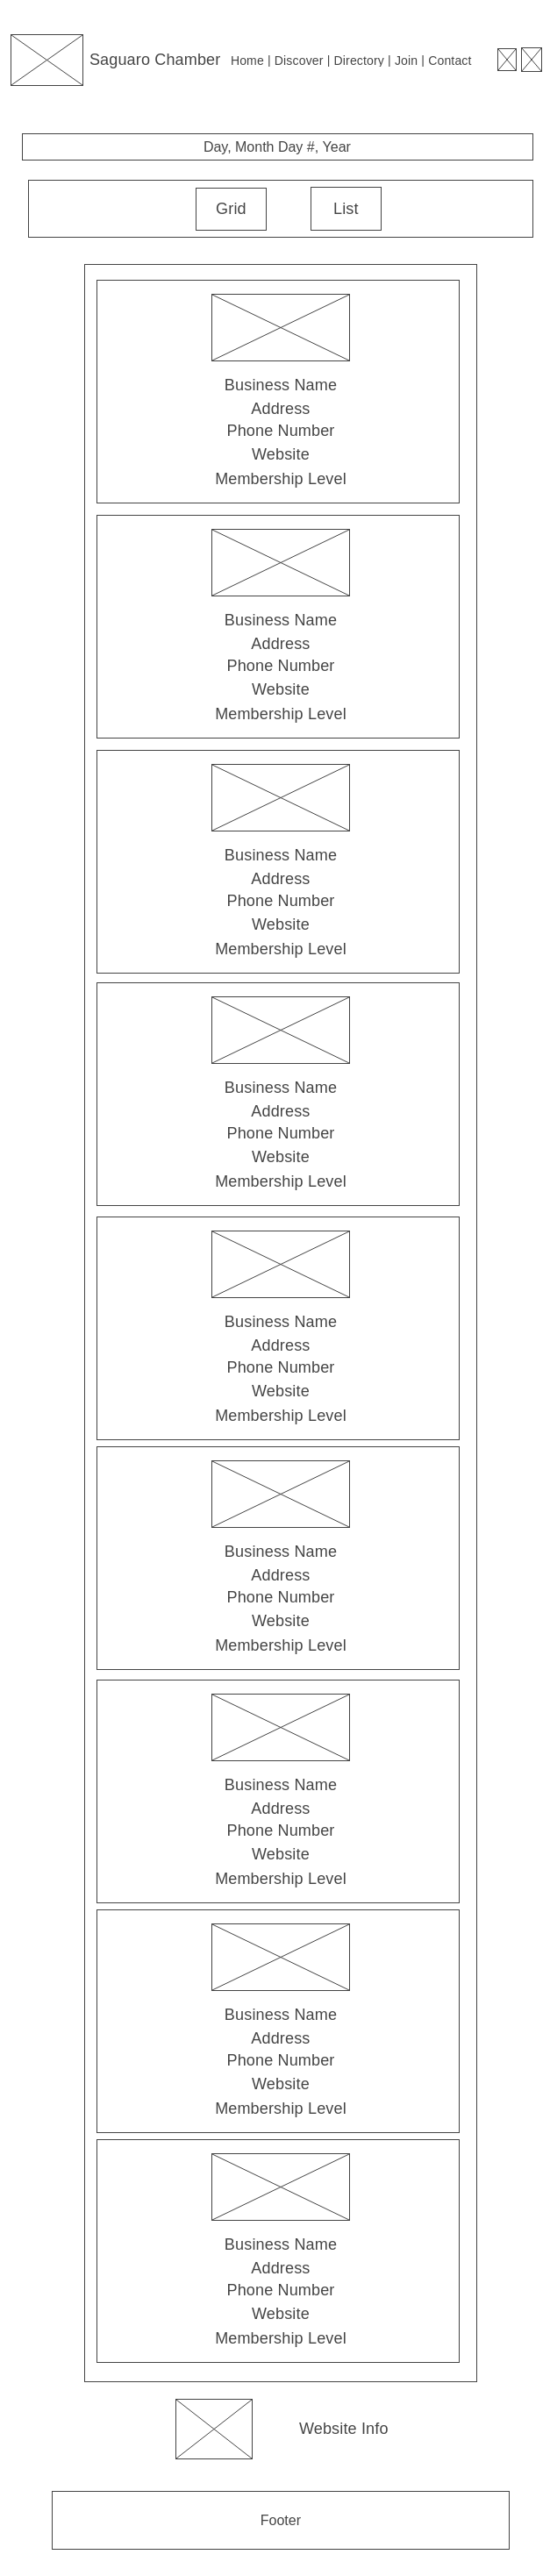 Saguaro Chamber Home | Discover | Directory | Join | Contact
Day, Month Day #, Year
Grid List
Business Name
Address
Phone Number
Website
Membership Level
Business Name
Address
Phone Number
Website
Membership Level
Business Name
Address
Phone Number
Website
Membership Level
Business Name
Address
Phone Number
Website
Membership Level
Business Name
Address
Phone Number
Website
Membership Level
Business Name
Address
Phone Number
Website
Membership Level
Business Name
Address
Phone Number
Website
Membership Level
Business Name
Address
Phone Number
Website
Membership Level
Business Name
Address
Phone Number
Website
Membership Level
Website Info
Footer